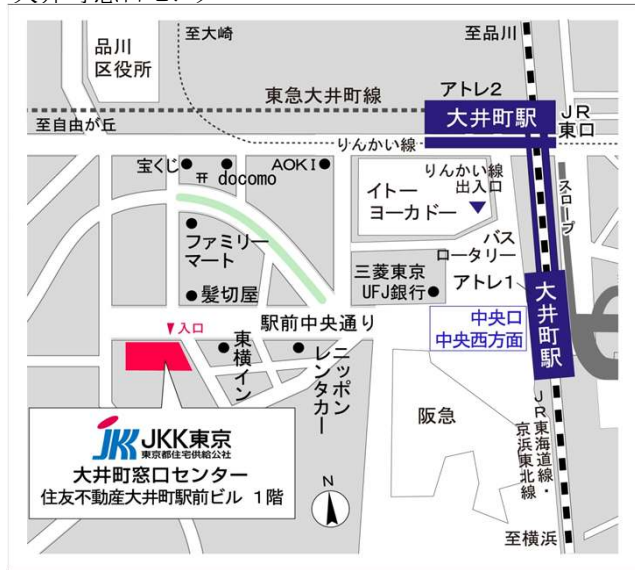 大井町窓口センター
至大崎
至品川
品川
区役所
アトレ2
東急大井町線
大井町駅
JR
東口
至自由が丘
りんかい線
宝くじ
〒 docomo
AOKI
りんかい線
出入口
イトー
ヨーカドー
スロープ
ファミリー
マート
バス
ロータリー
三菱東京
UFJ銀行
アトレ1
大井町駅
髪切屋
駅前中央通り
中央口
中央西方面
入口
東横イン
ニッポン
レンタカー
阪急
JR東海道線・
京浜東北線
JKK JKK東京
東京都住宅供給公社
大井町窓口センター
住友不動産大井町駅前ビル 1階
N
至横浜